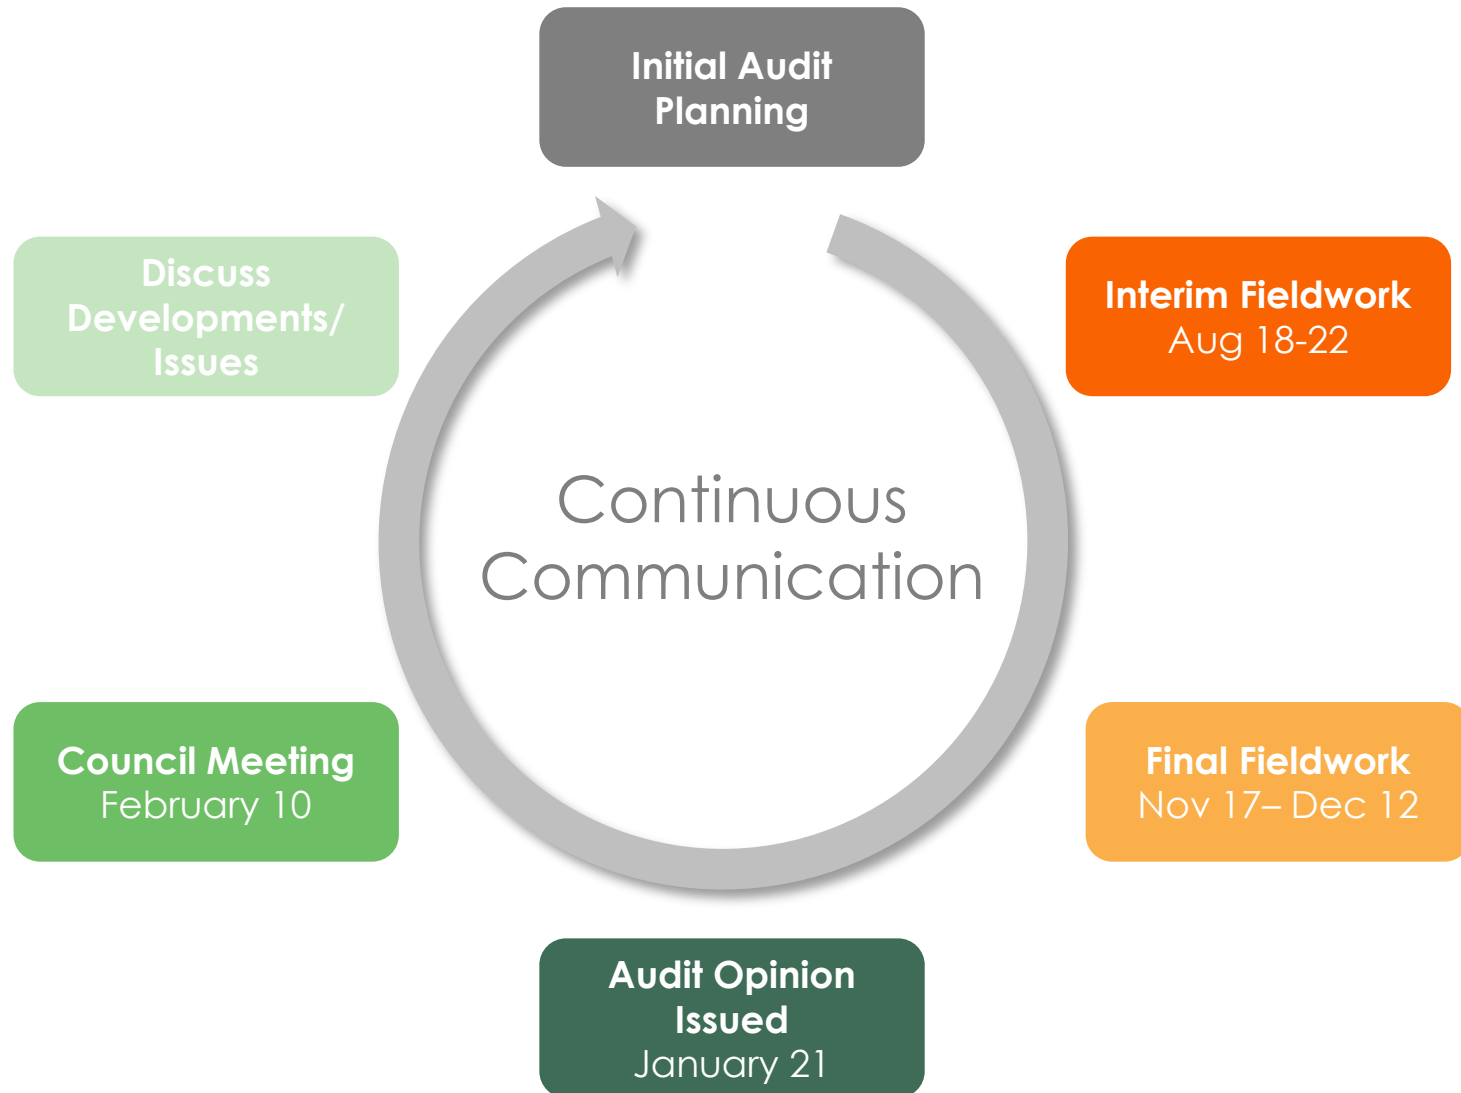 Initial Audit
Planning
Interim Fieldwork
Aug 18-22
Final Fieldwork
Nov 17– Dec 12
Audit Opinion
Issued
January 21
Council Meeting
February 10
Discuss
Developments/
Issues
Continuous
Communication